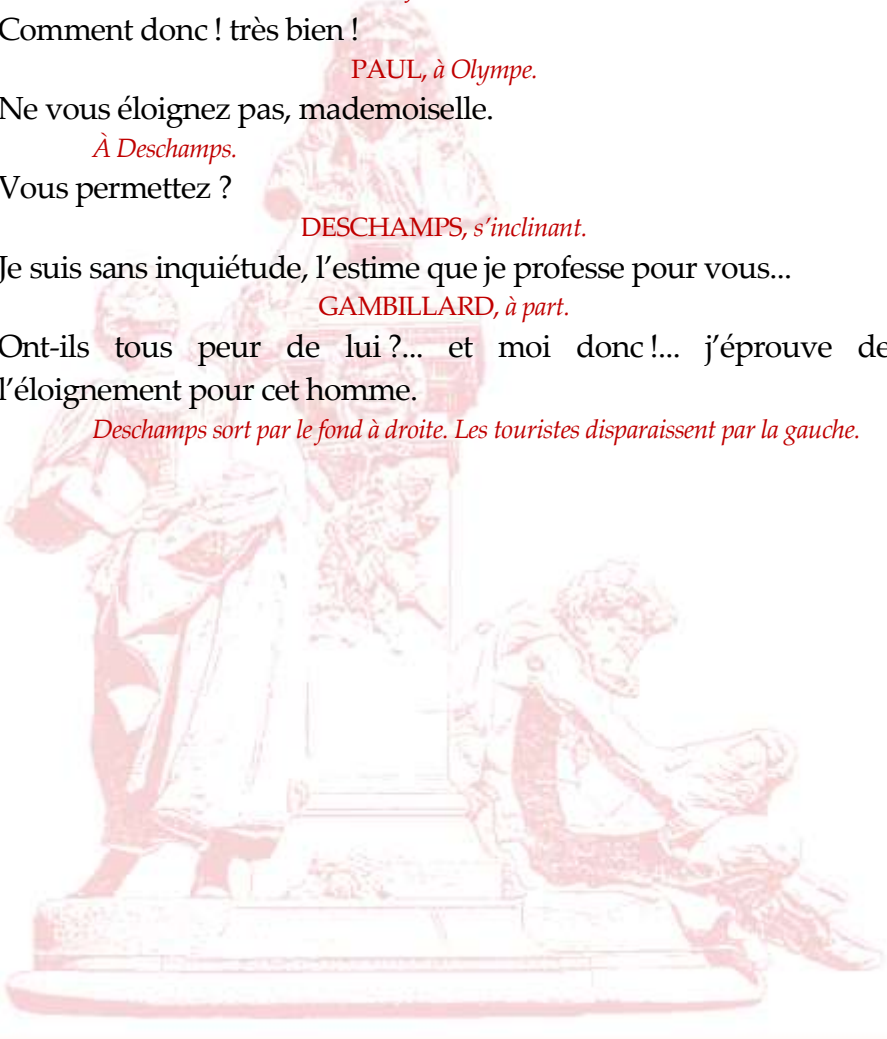 Comment donc ! très bien !
PAUL, à Olympe.
Ne vous éloignez pas, mademoiselle.
À Deschamps.
Vous permettez ?
DESCHAMPS, s’inclinant.
Je suis sans inquiétude, l’estime que je professe pour vous...
GAMBILLARD, à part.
Ont-ils tous peur de lui ?... et moi donc !... j’éprouve de
l’éloignement pour cet homme.
Deschamps sort par le fond à droite. Les touristes disparaissent par la gauche.